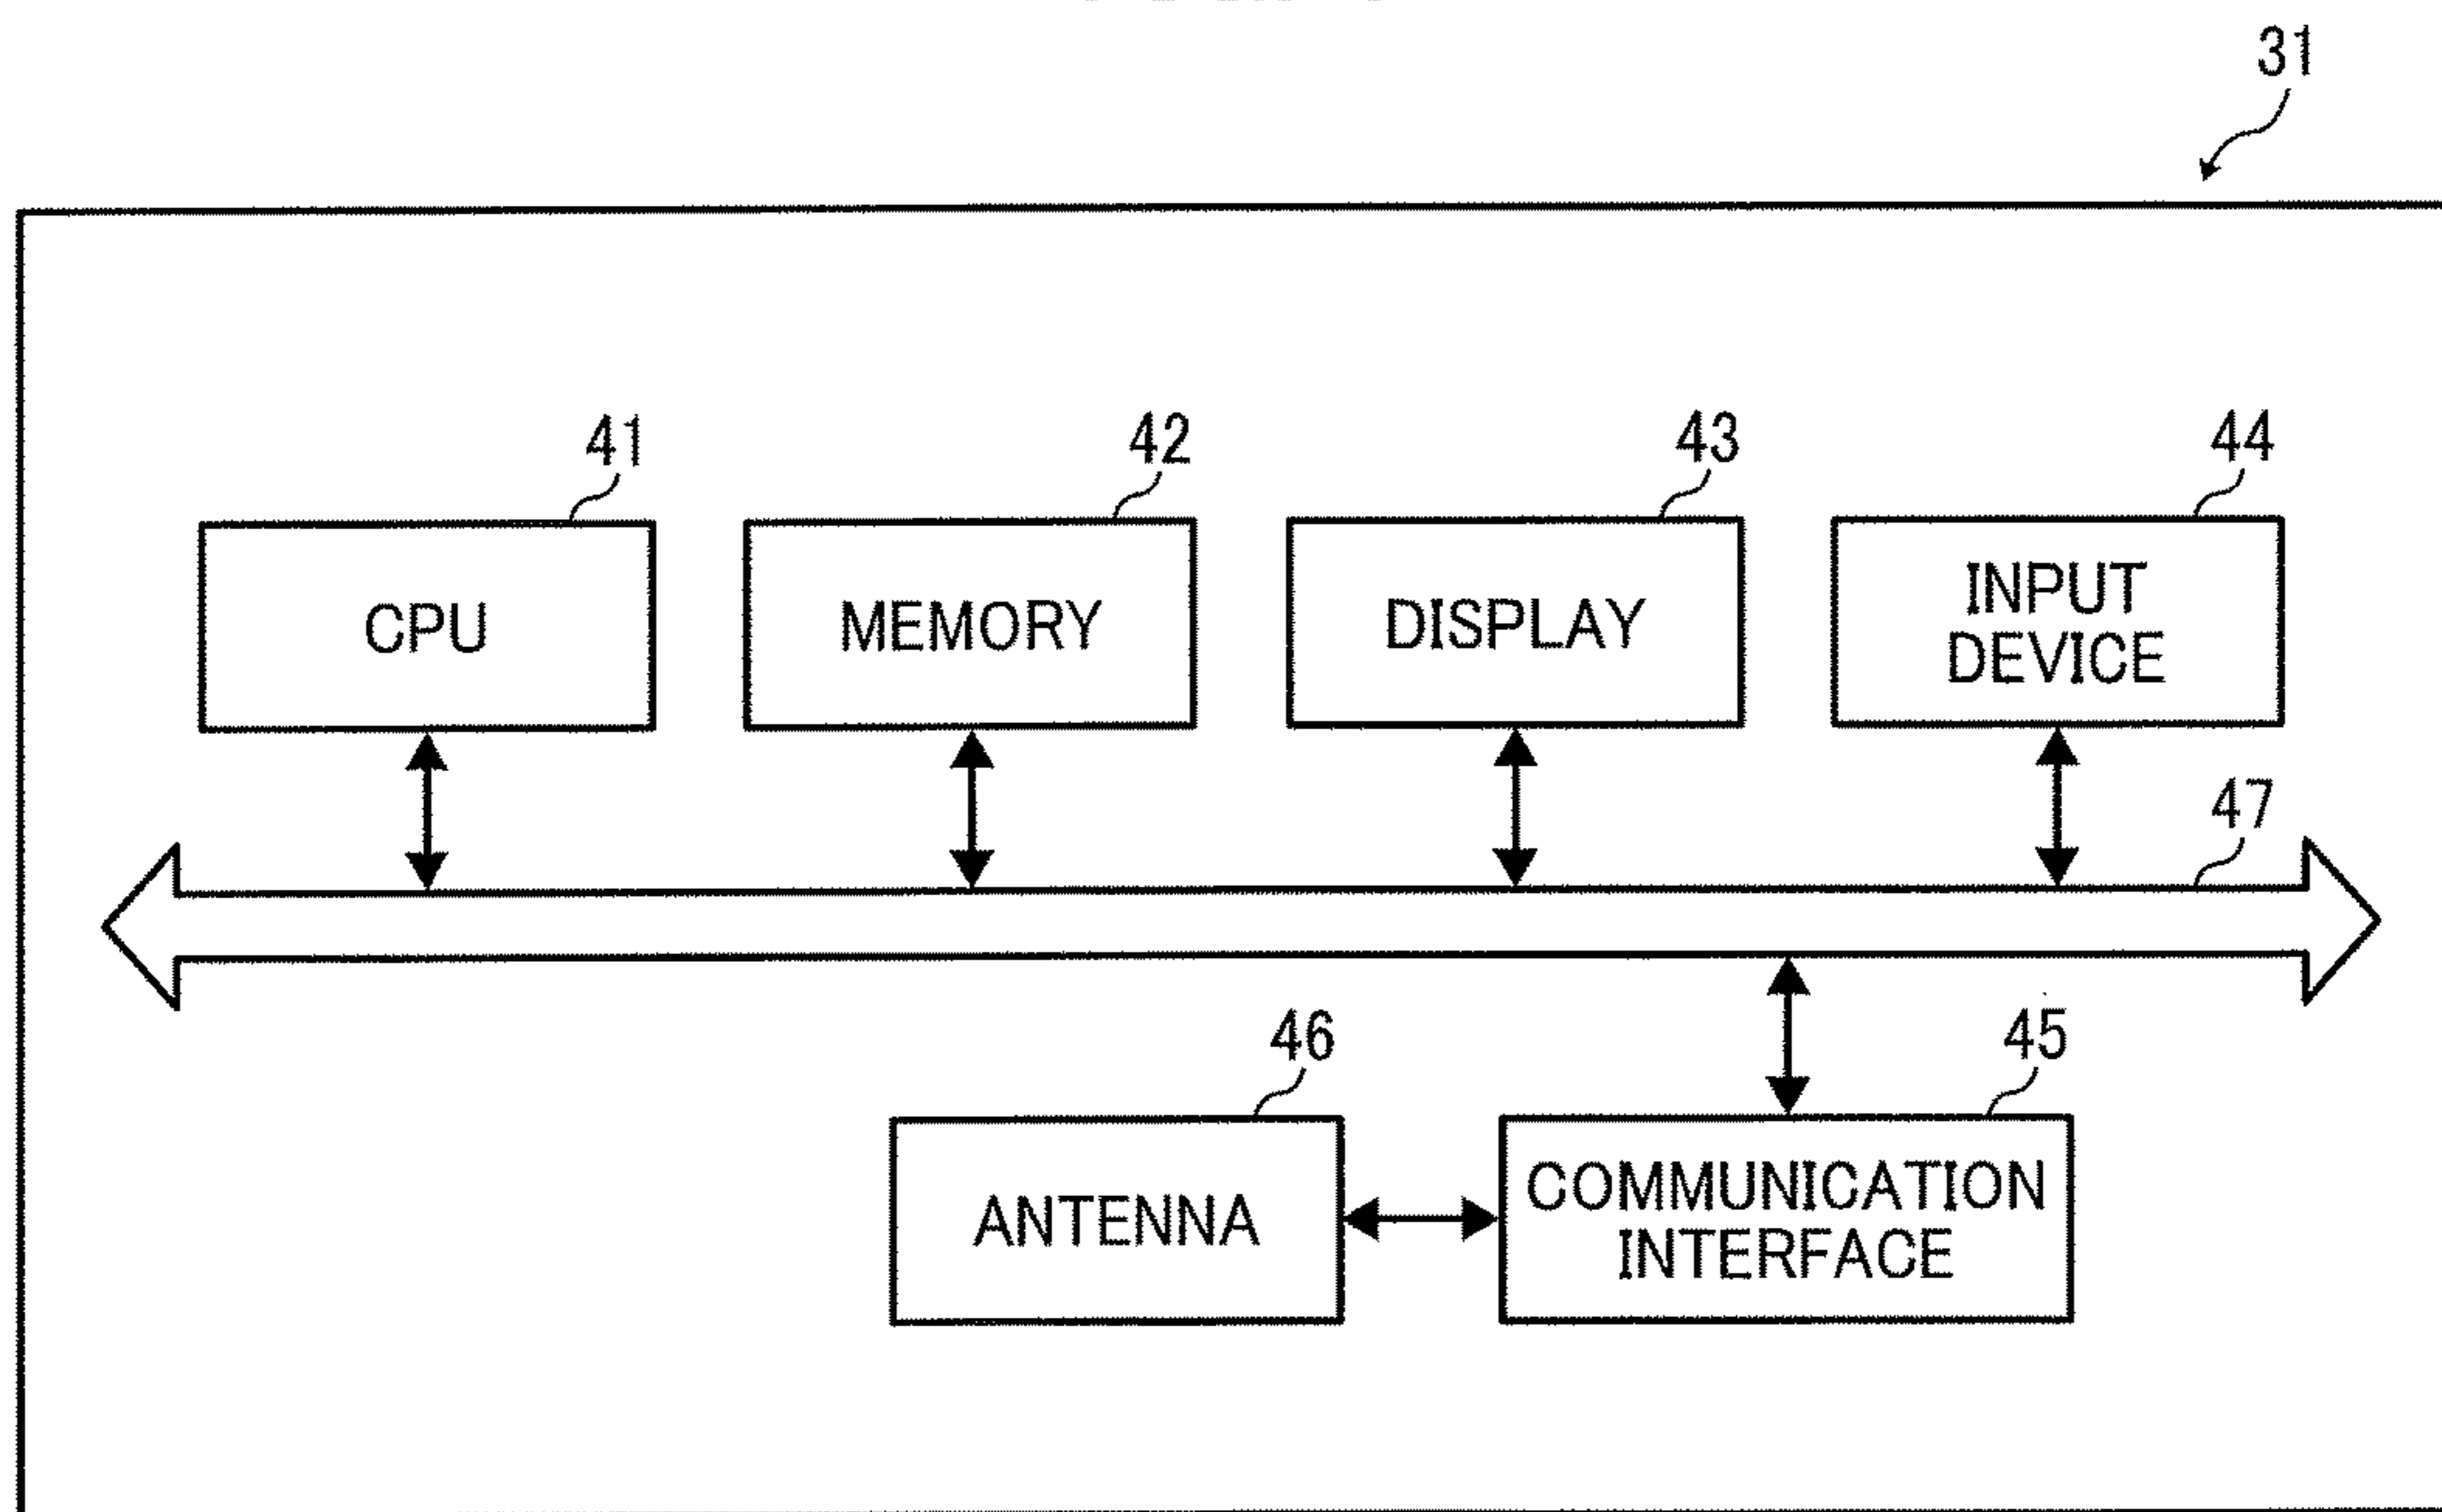 31
41
42
43
44
CPU
MEMORY
DISPLAY
INPUT
DEVICE
47
46
45
ANTENNA
COMMUNICATION
INTERFACE